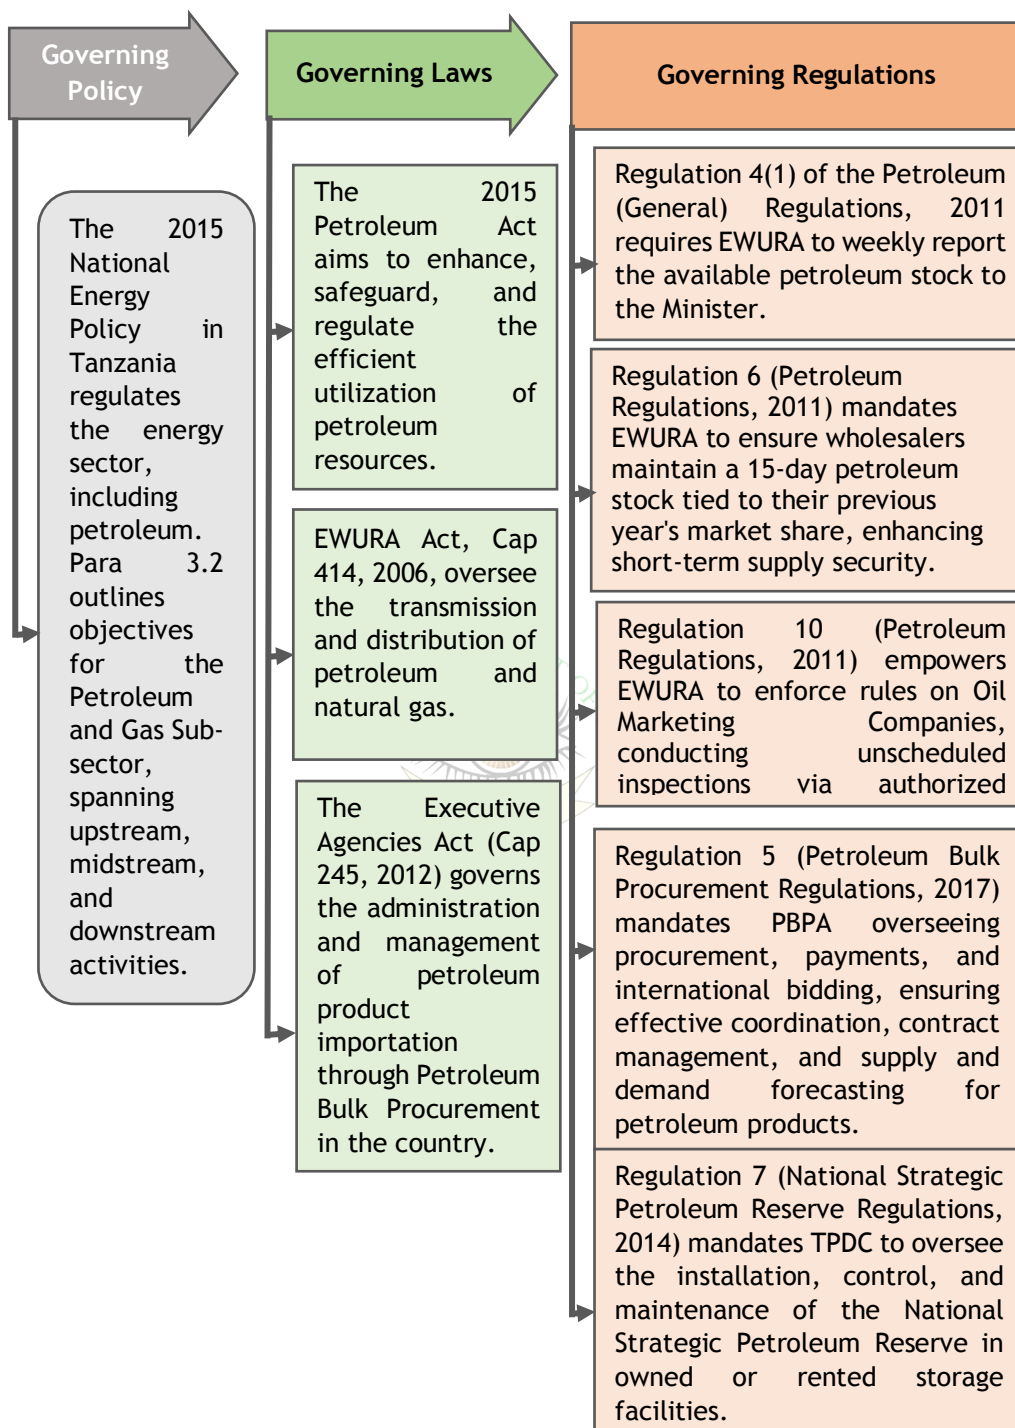 Governing
Policy
Governing Laws
Governing Regulations
The 2015
National
Energy
Policy in
Tanzania
regulates
the energy
sector,
including
petroleum.
Para 3.2
outlines
objectives
for the
Petroleum
and Gas Sub-
sector,
spanning
upstream,
midstream,
and
downstream
activities.
The 2015
Petroleum Act
aims to enhance,
safeguard, and
regulate the
efficient
utilization of
petroleum
resources.
EWURA Act, Cap
414, 2006, oversee
the transmission
and distribution of
petroleum and
natural gas.
The Executive
Agencies Act (Cap
245, 2012) governs
the administration
and management
of petroleum
product
importation
through Petroleum
Bulk Procurement
in the country.
Regulation 4(1) of the Petroleum
(General) Regulations, 2011
requires EWURA to weekly report
the available petroleum stock to
the Minister.
Regulation 6 (Petroleum
Regulations, 2011) mandates
EWURA to ensure wholesalers
maintain a 15-day petroleum
stock tied to their previous
year's market share, enhancing
short-term supply security.
Regulation 10 (Petroleum
Regulations, 2011) empowers
EWURA to enforce rules on Oil
Marketing Companies,
conducting unscheduled
inspections via authorized
Regulation 5 (Petroleum Bulk
Procurement Regulations, 2017)
mandates PBPA overseeing
procurement, payments, and
international bidding, ensuring
effective coordination, contract
management, and supply and
demand forecasting for
petroleum products.
Regulation 7 (National Strategic
Petroleum Reserve Regulations,
2014) mandates TPDC to oversee
the installation, control, and
maintenance of the National
Strategic Petroleum Reserve in
owned or rented storage
facilities.